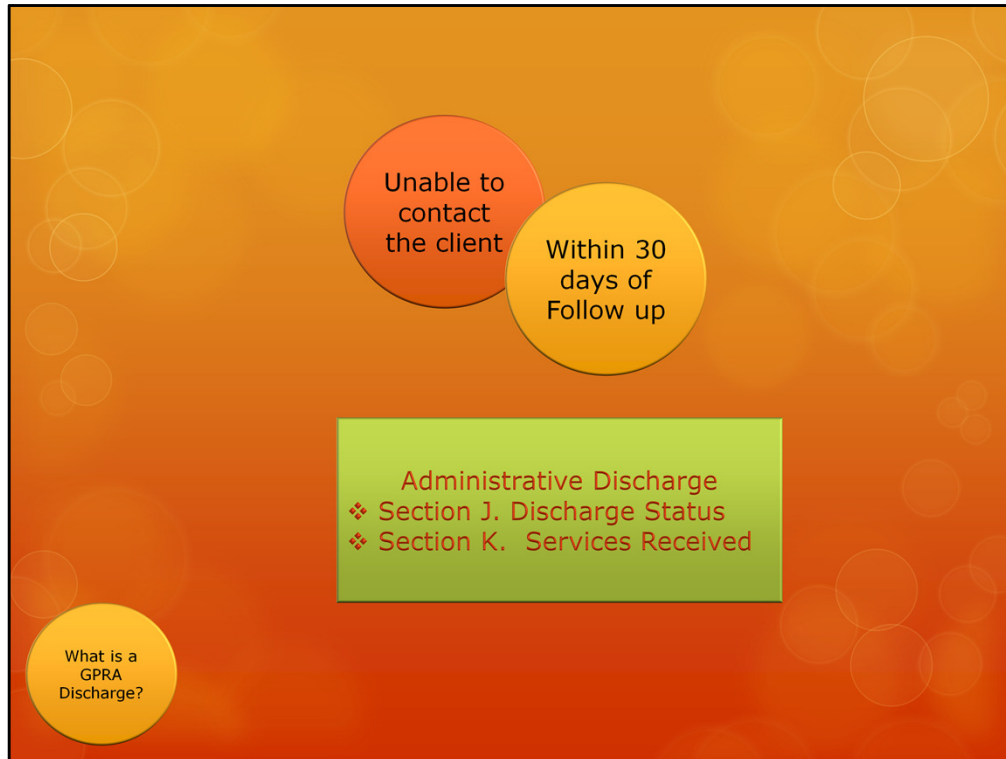 Unable to
contact
the client
Within 30
days of
Follow up
Administrative Discharge
❖ Section J. Discharge Status
❖ Section K.  Services Received
What is a
GPRA
Discharge?